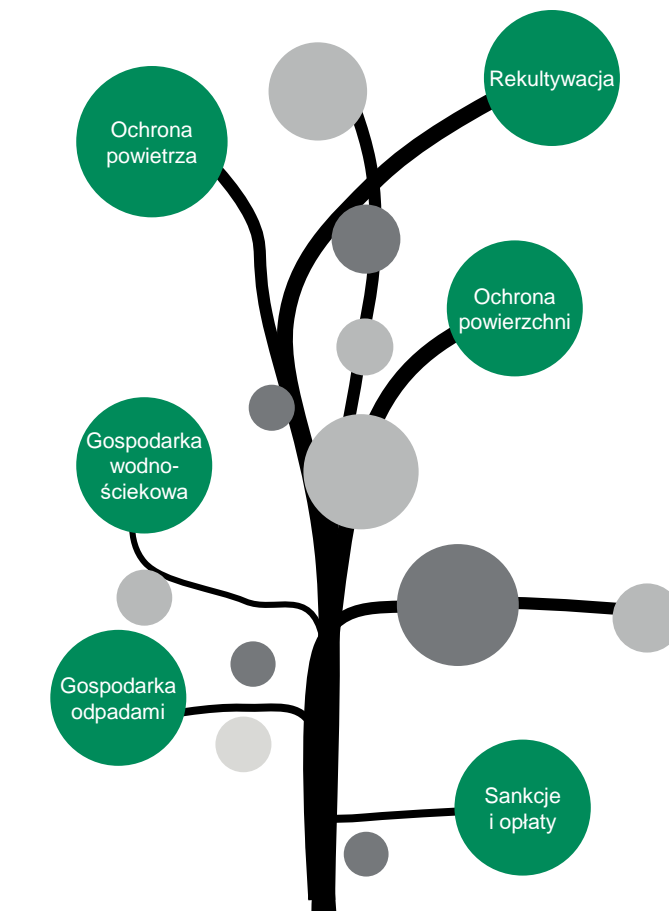 Rekultywacja
Ochrona
powietrza
Ochrona
powierzchni
Gospodarka
wodno-
ściekowa
Gospodarka
odpadami
Sankcje
i opłaty